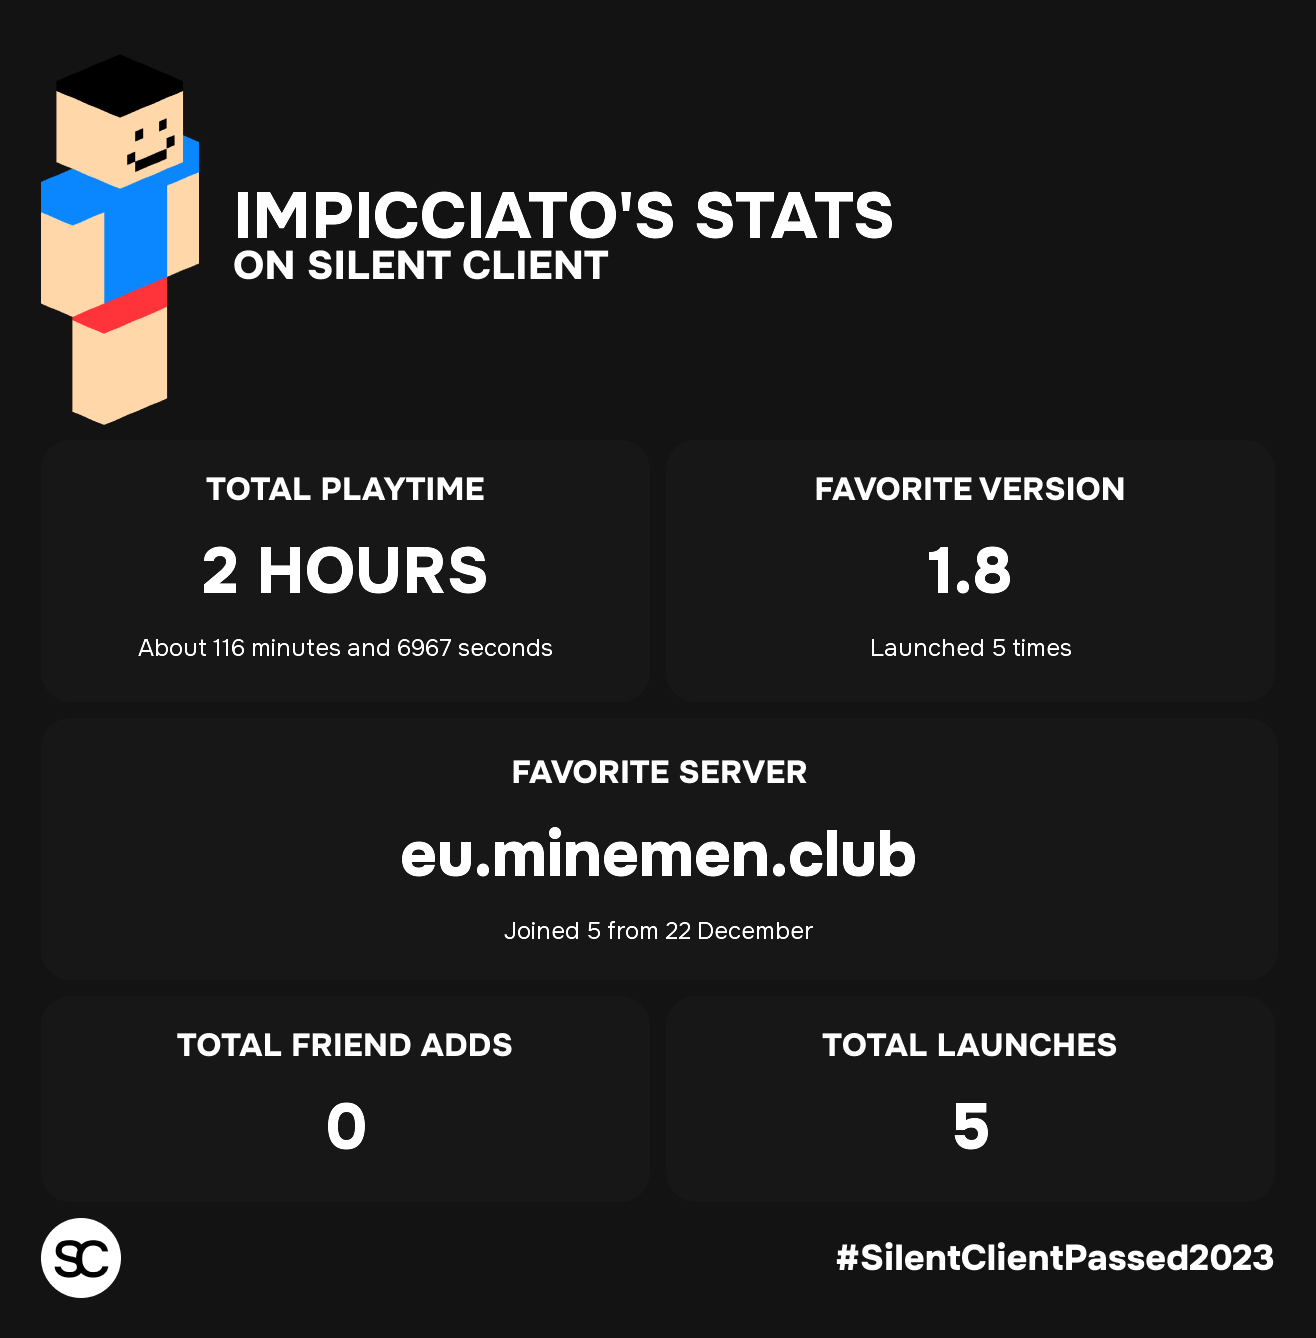 IMPICCIATO'S STATS
ON SILENT CLIENT
TOTAL PLAYTIME
2 HOURS
About 116 minutes and 6967 seconds
FAVORITE VERSION
1.8
Launched 5 times
FAVORITE SERVER
eu.minemen.club
Joined 5 from 22 December
TOTAL FRIEND ADDS
0
TOTAL LAUNCHES
5
SC
#SilentClientPassed2023